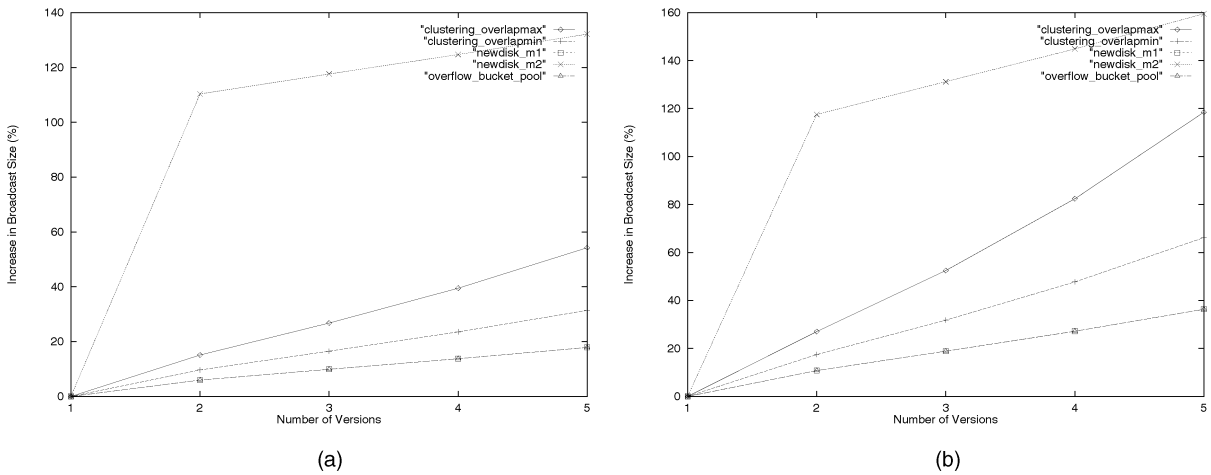 140
120
100
80
60
40
20
0
Increase in Broadcast Size (%)
"clustering_overlapmax"
"clustering_overlapmin"
"newdisk_m1"
"newdisk_m2"
"overflow_bucket_pool"
1 2 3 4 5
Number of Versions
(a)
160
140
120
100
80
60
40
20
0
Increase in Broadcast Size (%)
"clustering_overlapmax"
"clustering_overlapmin"
"newdisk_m1"
"newdisk_m2"
"overflow_bucket_pool"
1 2 3 4 5
Number of Versions
(b)